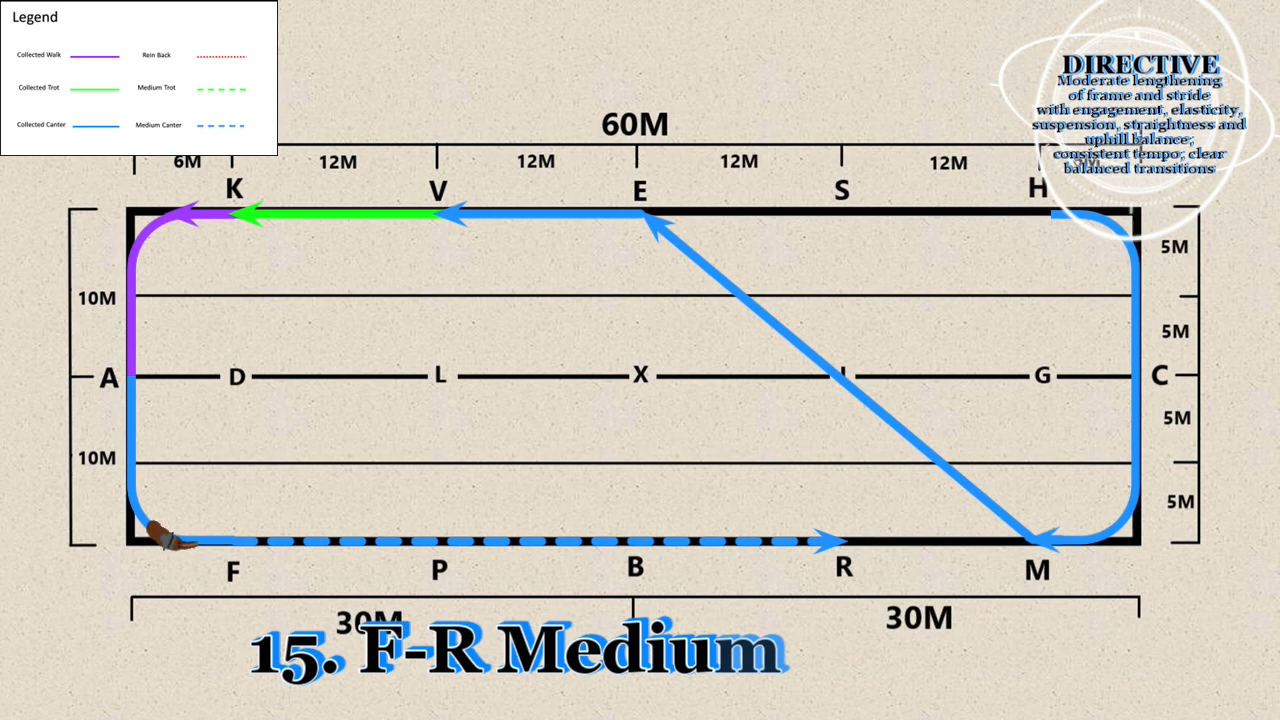 Legend
Collected Walk
Rein Back
Collected Trot
Medium Trot
Collected Canter
Medium Canter
DIRECTIVE
Moderate lengthening
of frame and stride
with engagement, elasticity,
suspension, straightness and
uphill balance;
consistent tempo; clear
balanced transitions
60M
6M 12M 12M 12M 12M
K V E S H
5M
10M
5M
A D L X I G C
5M
10M
5M
F P B R M
30M 30M
15. F-R Medium